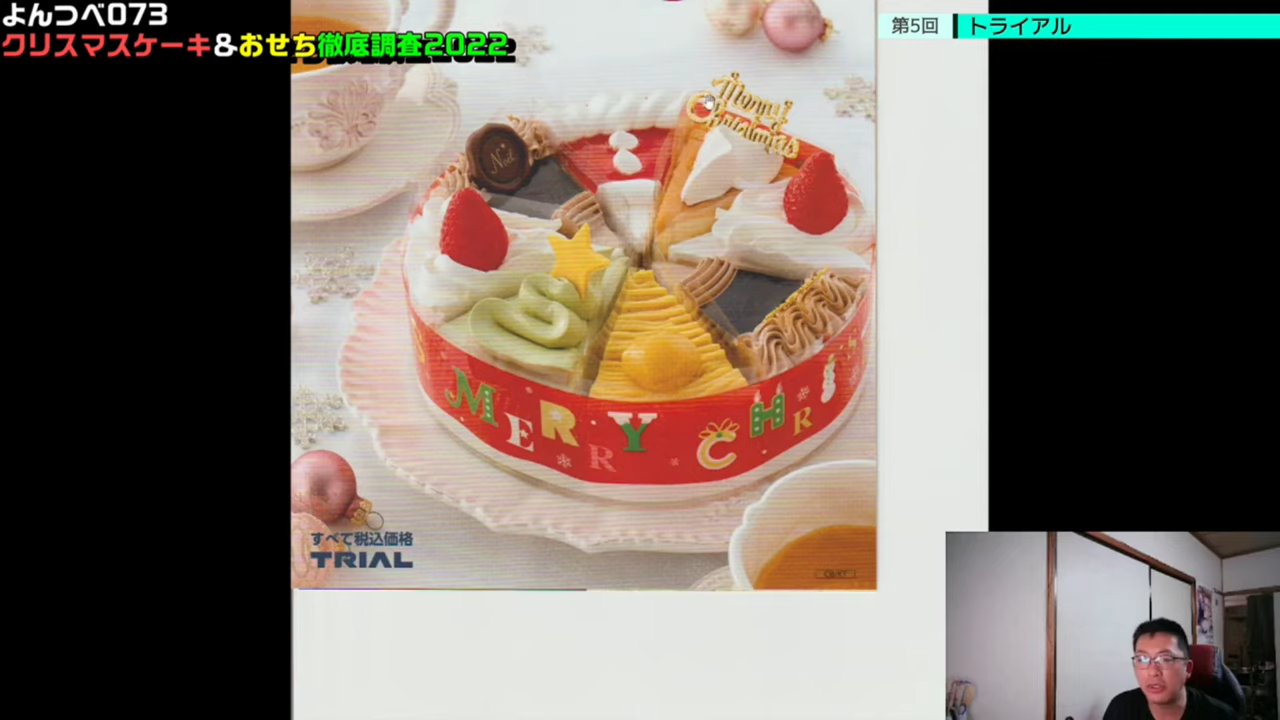 よんつべ073
クリスマスケーキ&おせち徹底調査2022
第5回 トライアル
Merry
Christmas
Noël
MERRY CHR
すべて税込価格
TRIAL